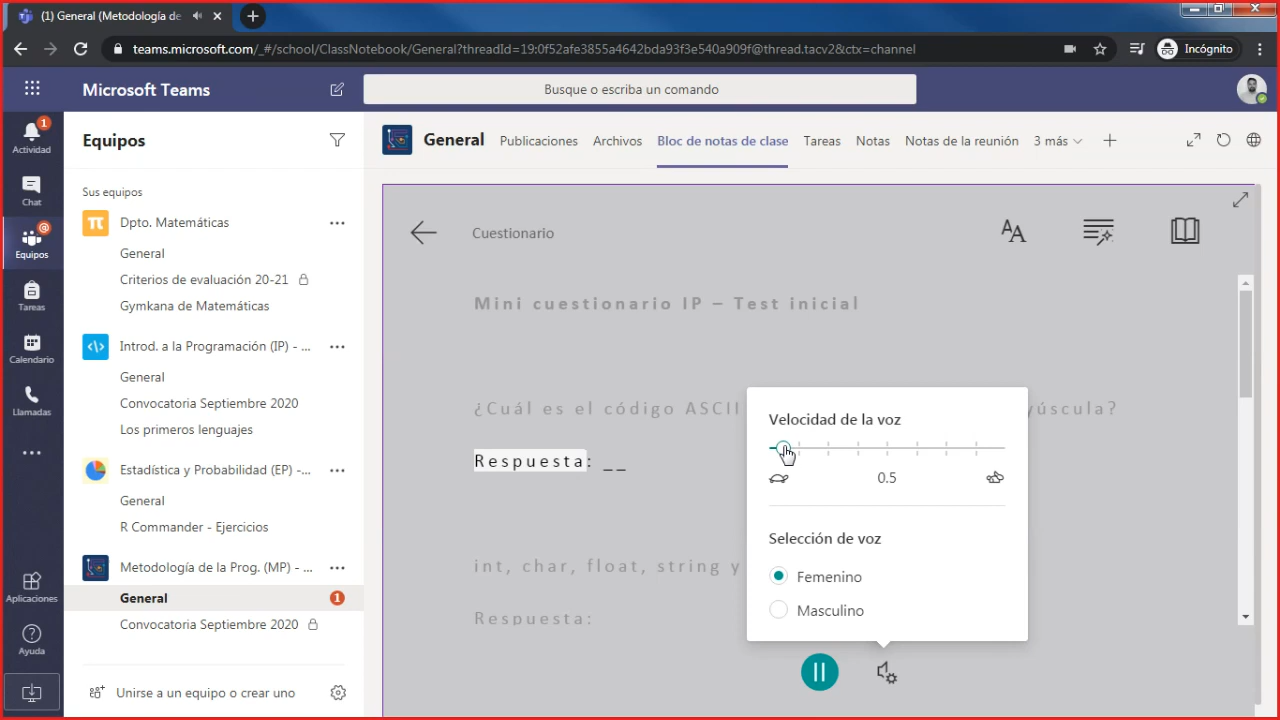 (1) General (Metodología de
teams.microsoft.com/_#/school/ClassNotebook/General?threadId=19:0f52afe3855a4642bda93f3e540a909f@thread.tacv2&ctx=channel
Incógnito
Microsoft Teams
Busque o escriba un comando
1
Actividad
Chat
@
Equipos
Tareas
Calendario
Llamadas
Aplicaciones
Ayuda
Equipos
Sus equipos
π
Dpto. Matemáticas
General
Criterios de evaluación 20-21
Gymkana de Matemáticas
</>
Introd. a la Programación (IP) - ...
General
Convocatoria Septiembre 2020
Los primeros lenguajes
Estadística y Probabilidad (EP) -...
General
R Commander - Ejercicios
Metodología de la Prog. (MP) - ...
General
1
Convocatoria Septiembre 2020
Unirse a un equipo o crear uno
General
Publicaciones
Archivos
Bloc de notas de clase
Tareas
Notas
Notas de la reunión
3 más
Cuestionario
AA
Mini cuestionario IP – Test inicial
¿Cuál es el código ASCII yúscula?
Respuesta: __
int, char, float, string y
Respuesta:
Velocidad de la voz
0.5
Selección de voz
Femenino
Masculino